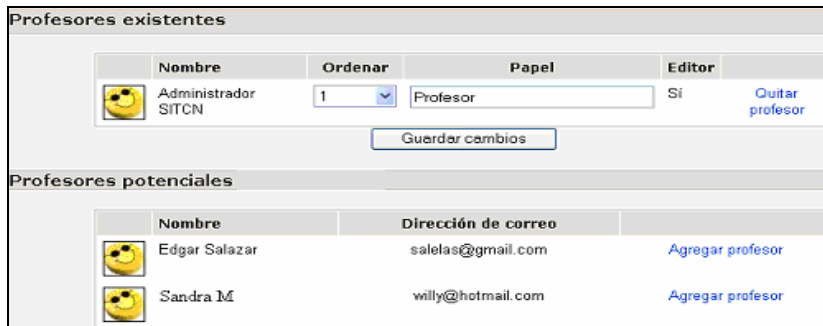 Profesores existentes
Nombre Ordenar Papel Editor
Administrador SITCN 1 Profesor Sí Quitar profesor
Guardar cambios
Profesores potenciales
Nombre Dirección de correo
Edgar Salazar salelas@gmail.com Agregar profesor
Sandra M willy@hotmail.com Agregar profesor